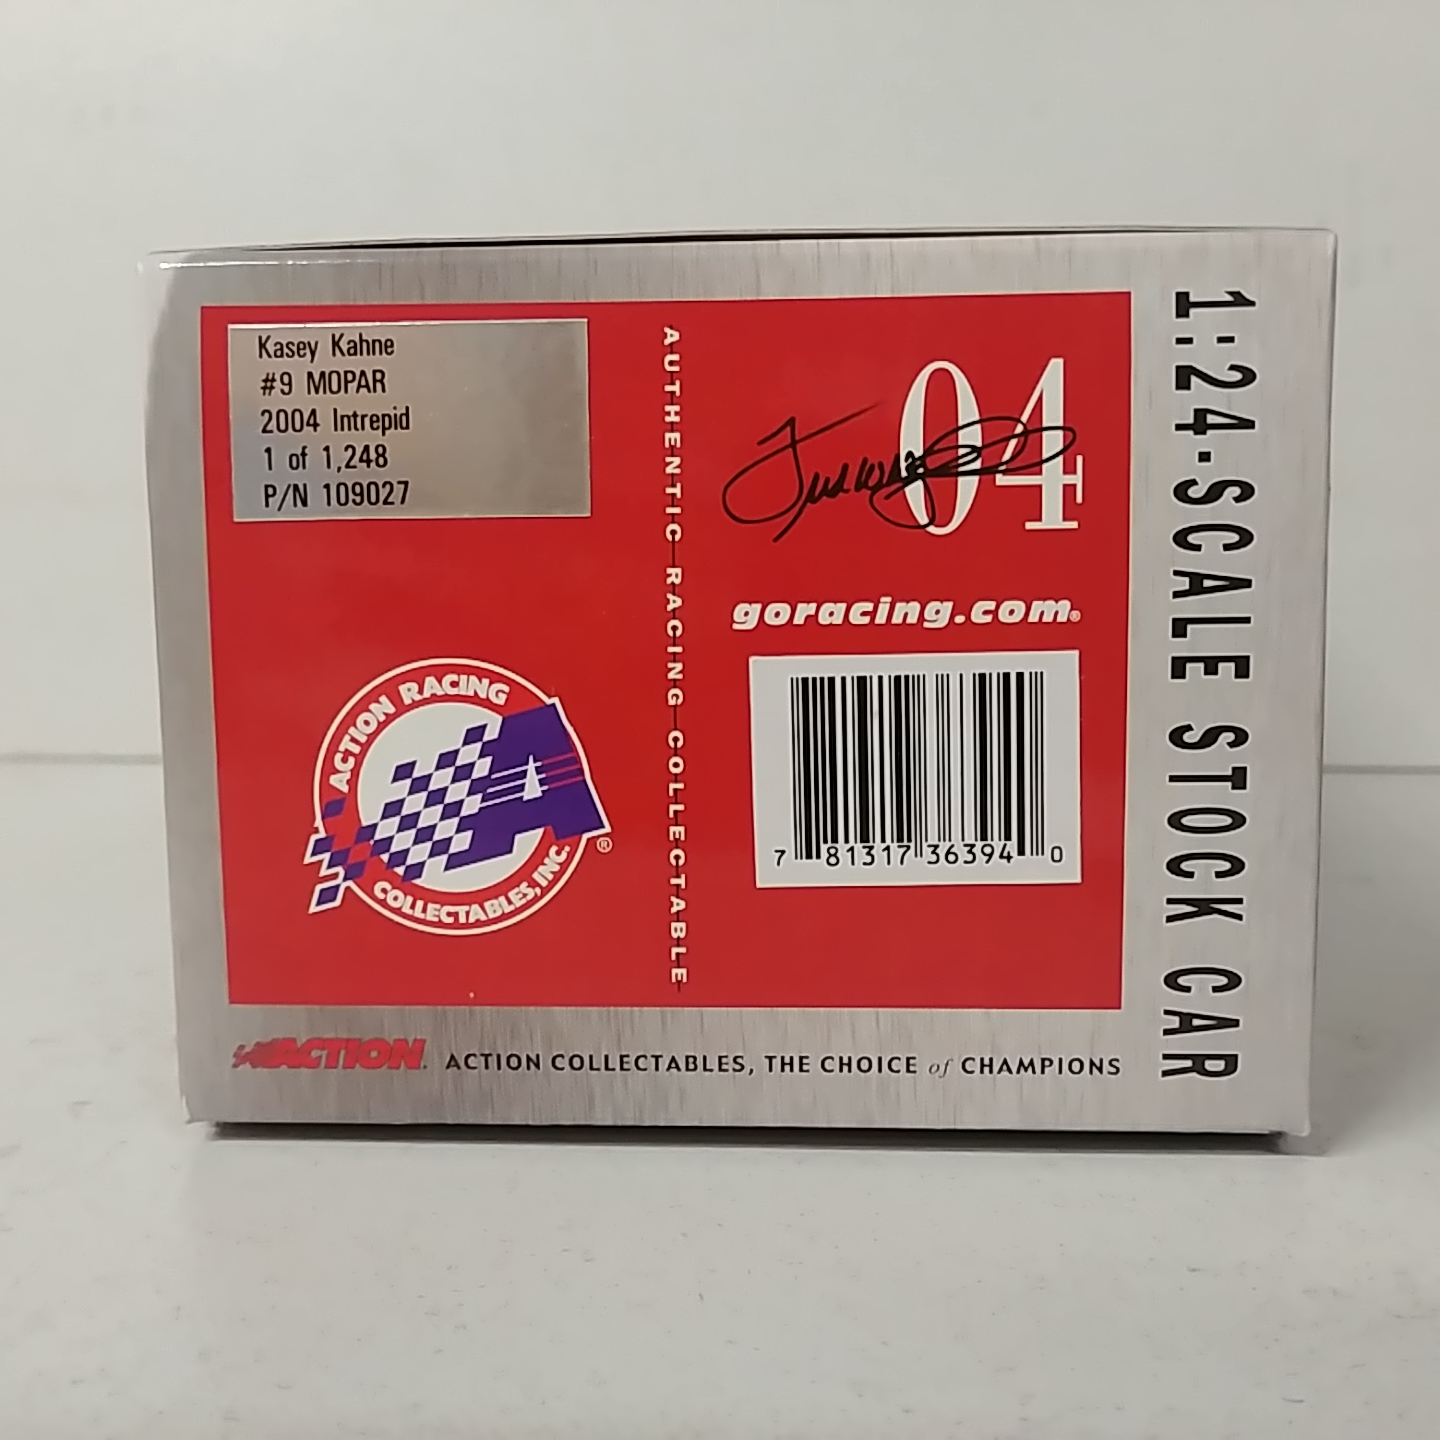 Kasey Kahne
#9 MOPAR
2004 Intrepid
1 of 1,248
P/N 109027
AUTHENTIC RACING COLLECTABLE
04
goracing.com®
7 81317 36394 0
ACTION RACING
COLLECTABLES, INC.
®
ACTION.
ACTION COLLECTABLES, THE CHOICE of CHAMPIONS
1:24-SCALE STOCK CAR